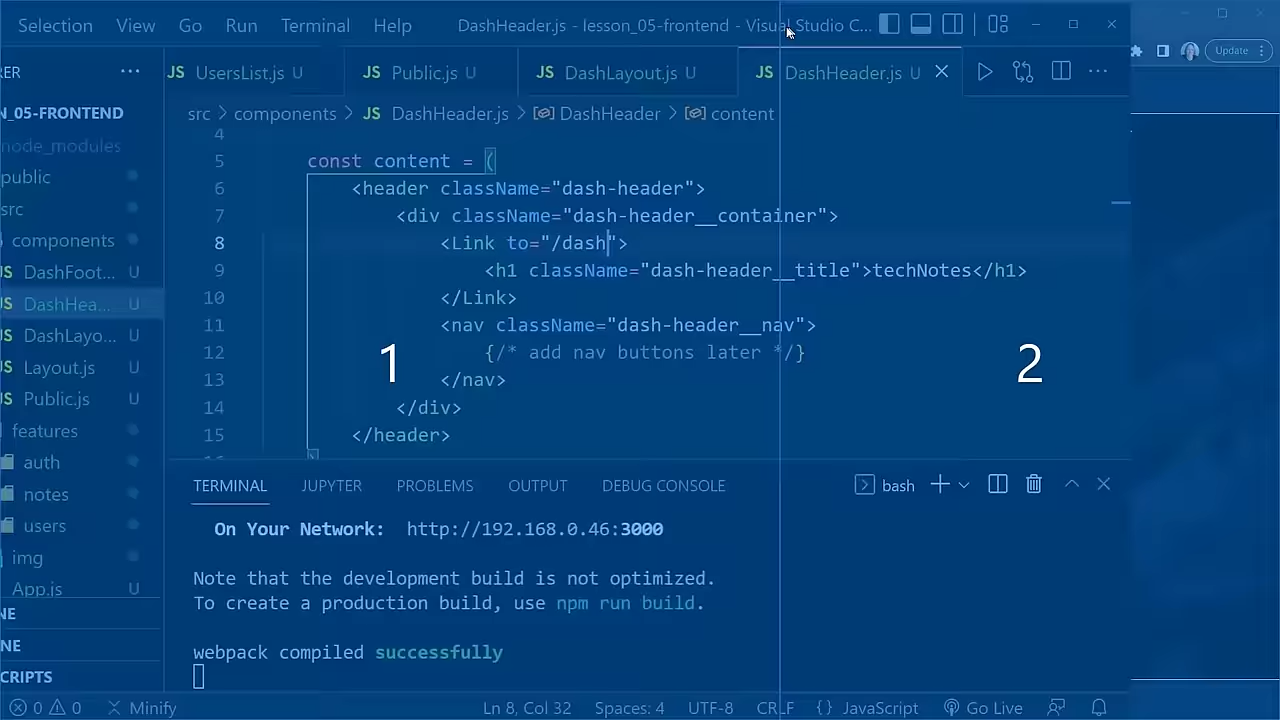 Selection View Go Run Terminal Help DashHeader.js - lesson_05-frontend - Visual Studio C...
Update
RER ...
JS UsersList.js U JS Public.js U JS DashLayout.js U JS DashHeader.js U
N_05-FRONTEND
src > components > JS DashHeader.js > DashHeader > content
node_modules
public
src
components
JS DashFoot... U
JS DashHea... U
JS DashLayo... U
Layout.js U
JS Public.js U
features
auth
notes
users
img
App.js U
NE
NE
CRIPTS
4
5 const content = (
6 <header className="dash-header">
7 <div className="dash-header__container">
8 <Link to="/dash">
9 <h1 className="dash-header__title">techNotes</h1>
10 </Link>
11 <nav className="dash-header__nav">
12 {/* add nav buttons later */}
13 </nav>
14 </div>
15 </header>
1
2
TERMINAL JUPYTER PROBLEMS OUTPUT DEBUG CONSOLE bash
On Your Network: http://192.168.0.46:3000
Note that the development build is not optimized.
To create a production build, use npm run build.
webpack compiled successfully
0 0 Minify Ln 8, Col 32 Spaces: 4 UTF-8 CRLF {} JavaScript Go Live